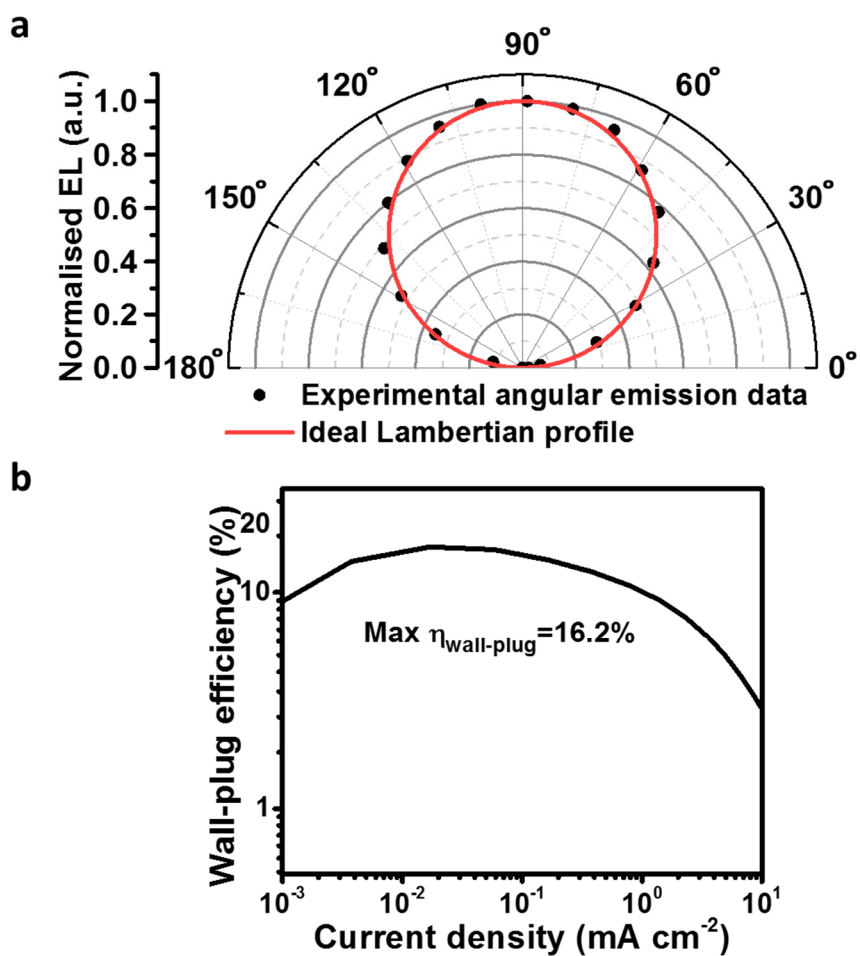 a
90°
120°
60°
150°
30°
180°
0°
Normalised EL (a.u.)
1.0
0.8
0.6
0.4
0.2
0.0
Experimental angular emission data
Ideal Lambertian profile
b
Wall-plug efficiency (%)
20
10
1
Max ηwall-plug=16.2%
10-3
10-2
10-1
100
101
Current density (mA cm-2)